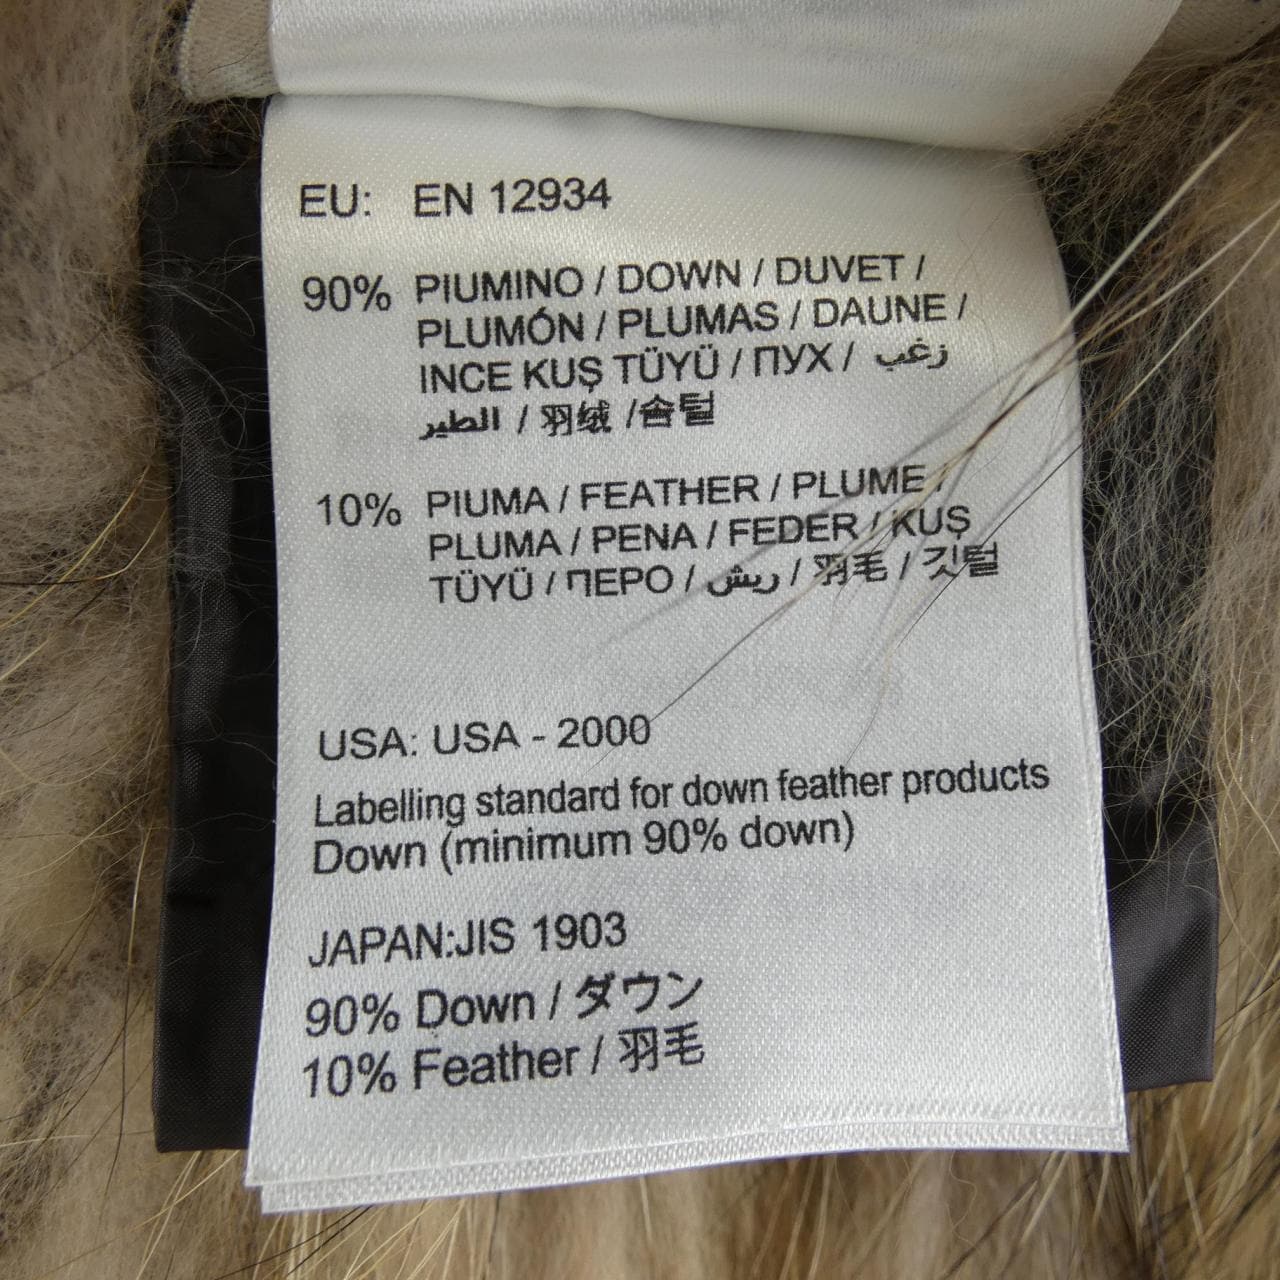 EU: EN 12934
90% PIUMINO / DOWN / DUVET /
PLUMÓN / PLUMAS / DAUNE /
INCE KUŞ TÜYÜ / ПУХ / زغب
الطير / 羽绒 /솜털
10% PIUMA / FEATHER / PLUME /
PLUMA / PENA / FEDER / KUŞ
TÜYÜ / ПЕРО / ريش / 羽毛 / 깃털
USA: USA - 2000
Labelling standard for down feather products
Down (minimum 90% down)
JAPAN:JIS 1903
90% Down / ダウン
10% Feather / 羽毛